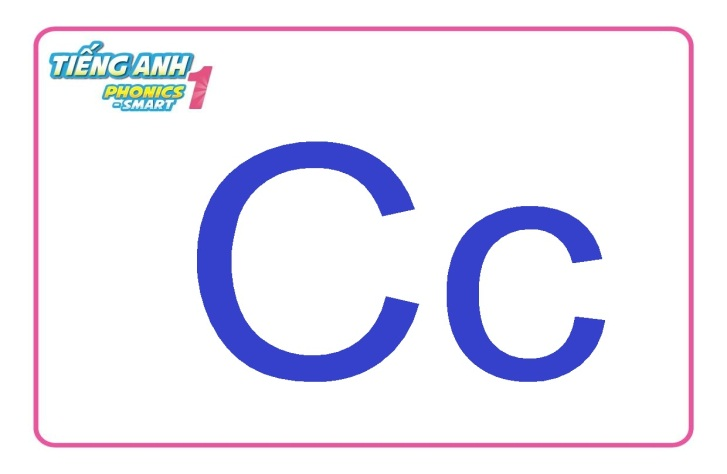 TIẾNG ANH 1
PHONICS
-SMART
Cc